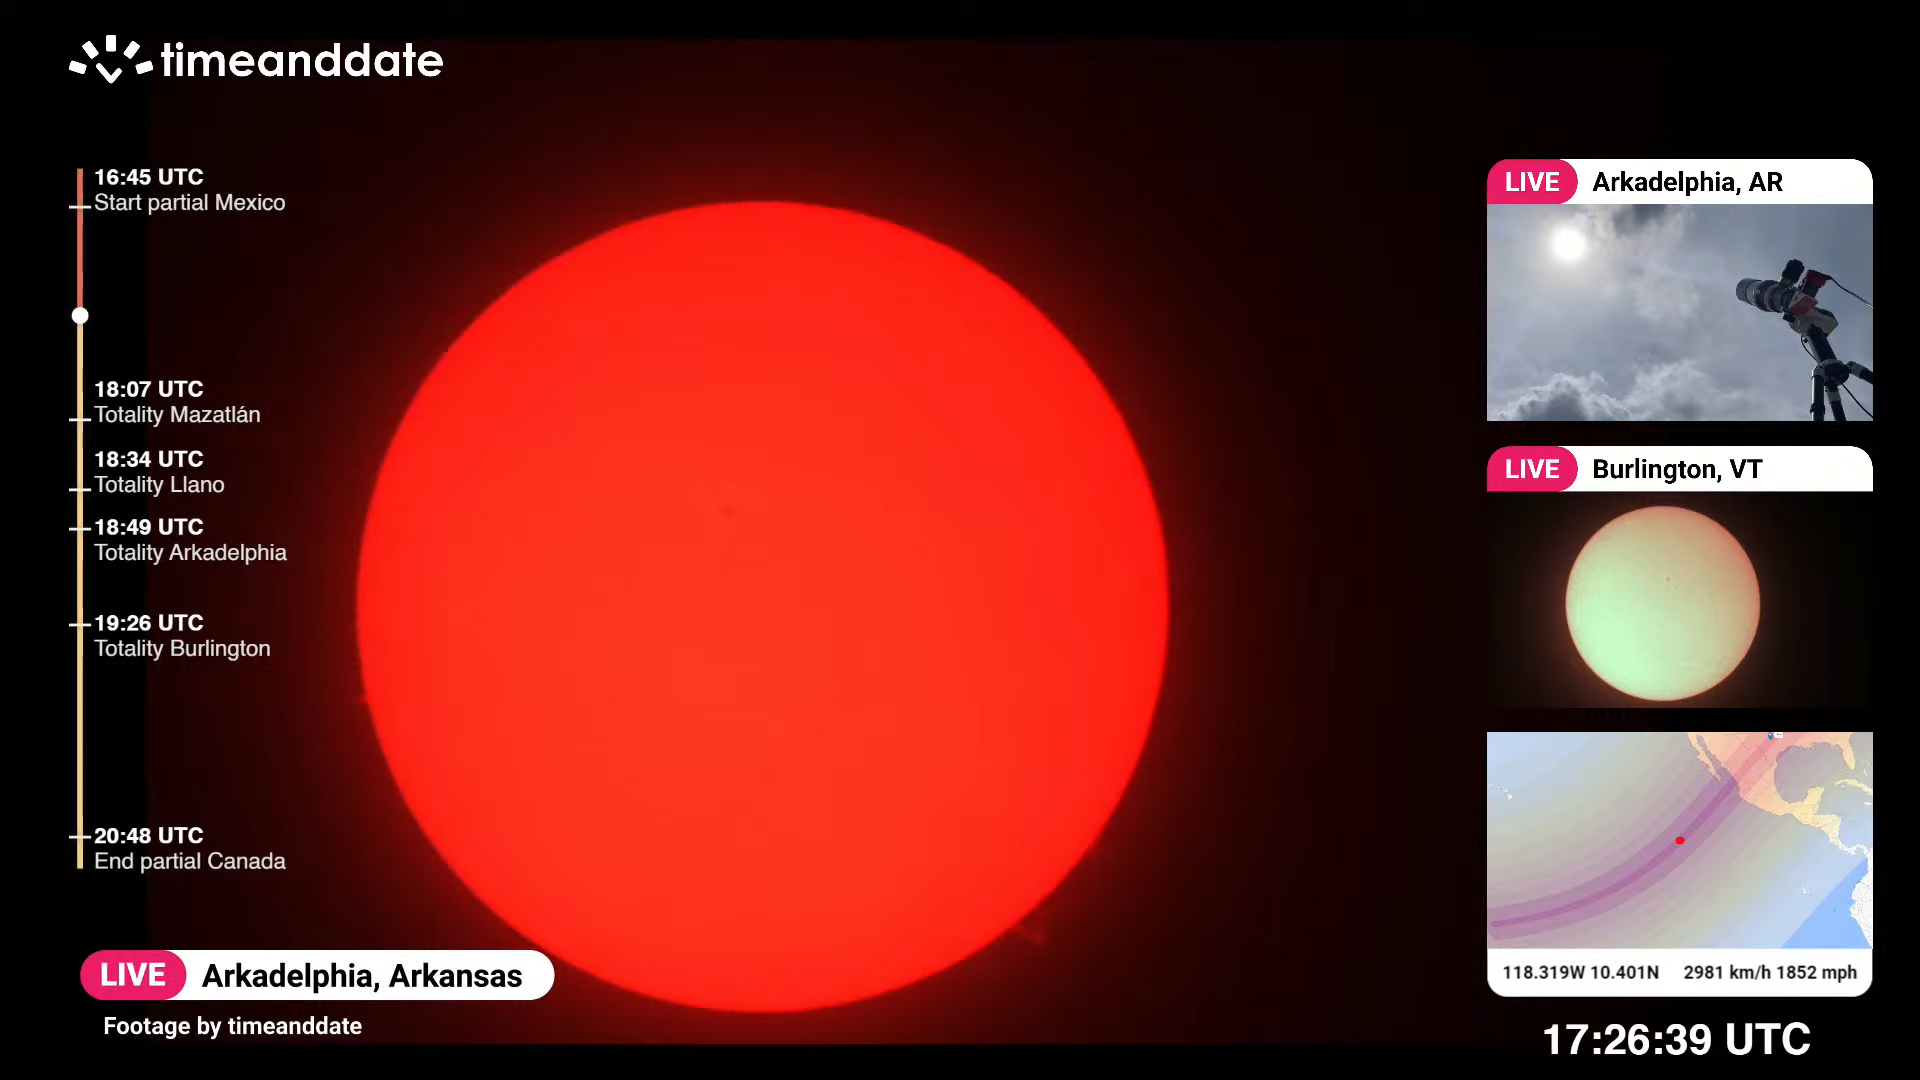 timeanddate
16:45 UTC
Start partial Mexico
18:07 UTC
Totality Mazatlán
18:34 UTC
Totality Llano
18:49 UTC
Totality Arkadelphia
19:26 UTC
Totality Burlington
20:48 UTC
End partial Canada
LIVE Arkadelphia, Arkansas
Footage by timeanddate
LIVE Arkadelphia, AR
LIVE Burlington, VT
118.319W 10.401N 2981 km/h 1852 mph
17:26:39 UTC